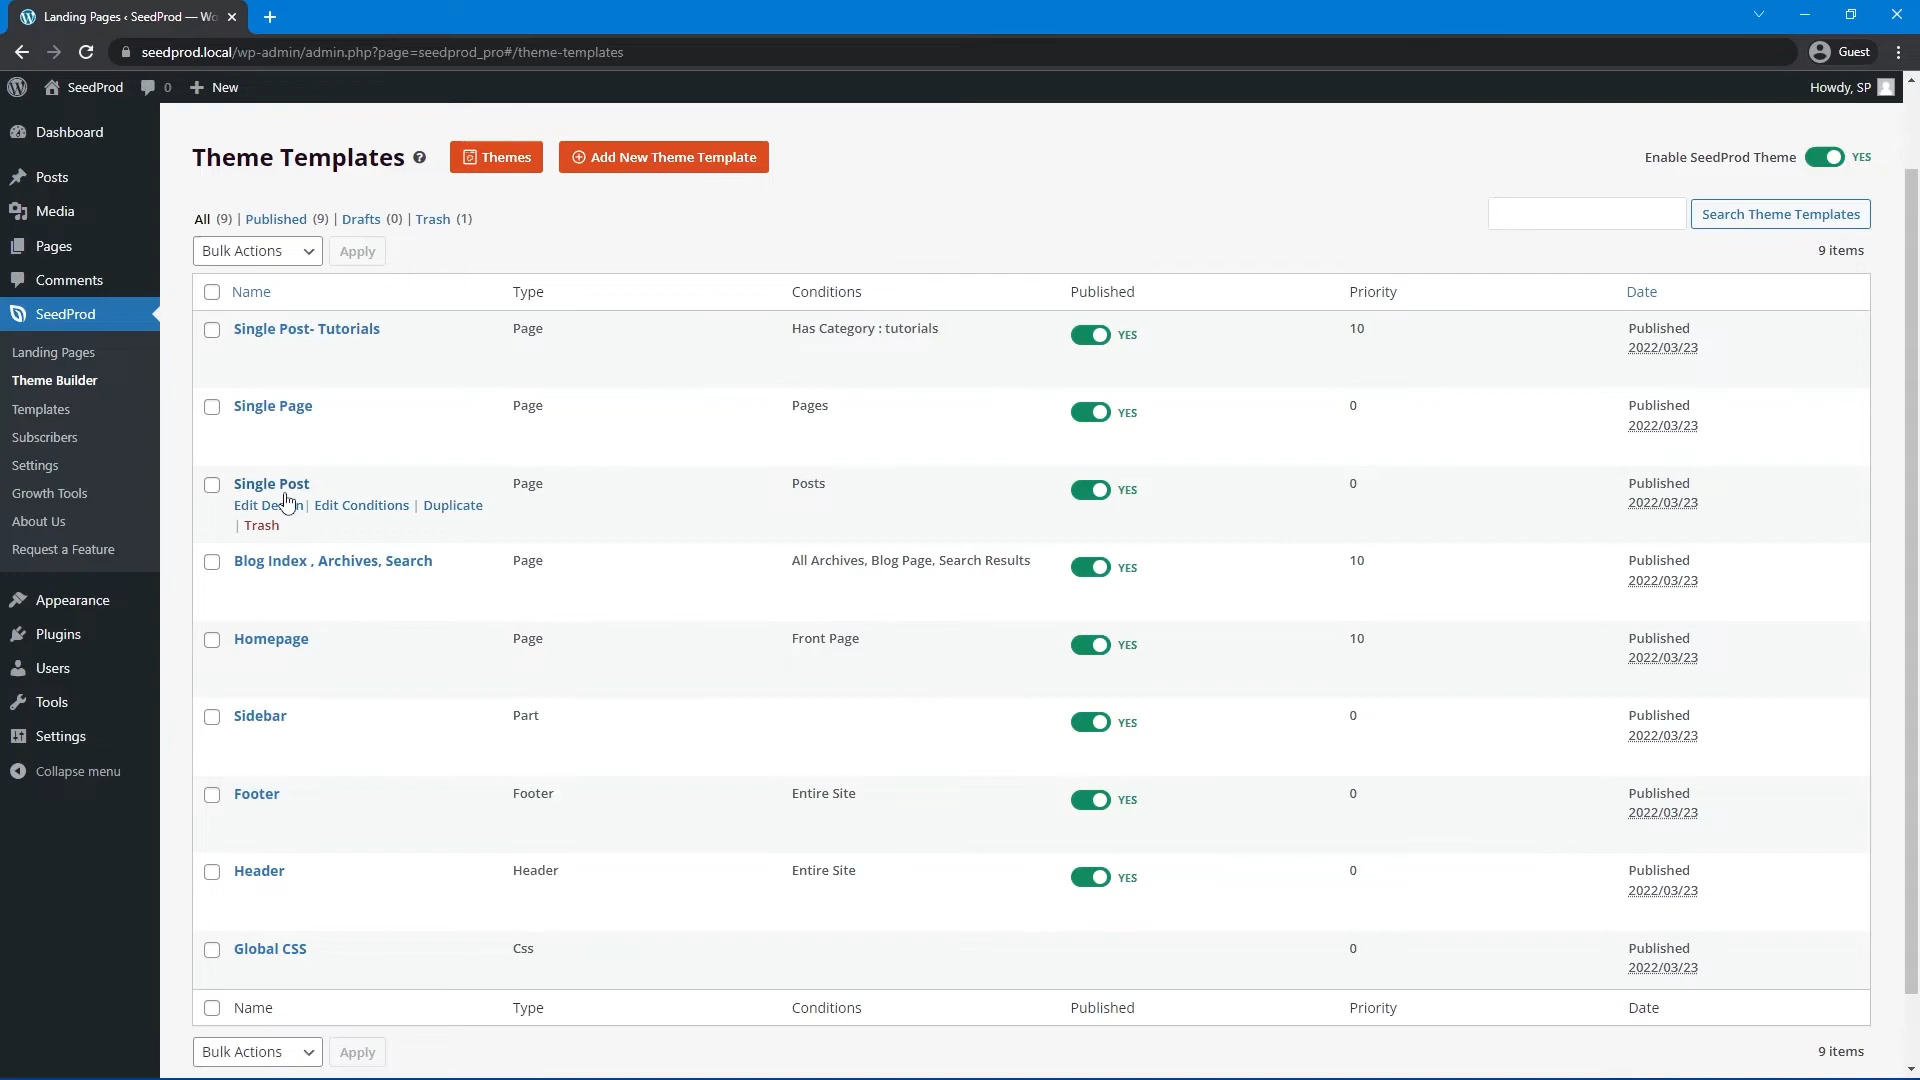 Landing Pages ‹ SeedProd — Wo
seedprod.local/wp-admin/admin.php?page=seedprod_pro#/theme-templates
Guest
SeedProd 0 New
Howdy, SP
Dashboard
Posts
Media
Pages
Comments
SeedProd
Landing Pages
Theme Builder
Templates
Subscribers
Settings
Growth Tools
About Us
Request a Feature
Appearance
Plugins
Users
Tools
Settings
Collapse menu
Theme Templates Themes Add New Theme Template
Enable SeedProd Theme YES
All (9) | Published (9) | Drafts (0) | Trash (1)
Search Theme Templates
Bulk Actions Apply
9 items
Name Type Conditions Published Priority Date
Single Post- Tutorials Page Has Category : tutorials YES 10 Published
2022/03/23
Single Page Page Pages YES 0 Published
2022/03/23
Single Post Page Posts YES 0 Published
Edit De n | Edit Conditions | Duplicate 2022/03/23
| Trash
Blog Index , Archives, Search Page All Archives, Blog Page, Search Results YES 10 Published
2022/03/23
Homepage Page Front Page YES 10 Published
2022/03/23
Sidebar Part YES 0 Published
2022/03/23
Footer Footer Entire Site YES 0 Published
2022/03/23
Header Header Entire Site YES 0 Published
2022/03/23
Global CSS Css 0 Published
2022/03/23
Name Type Conditions Published Priority Date
Bulk Actions Apply
9 items